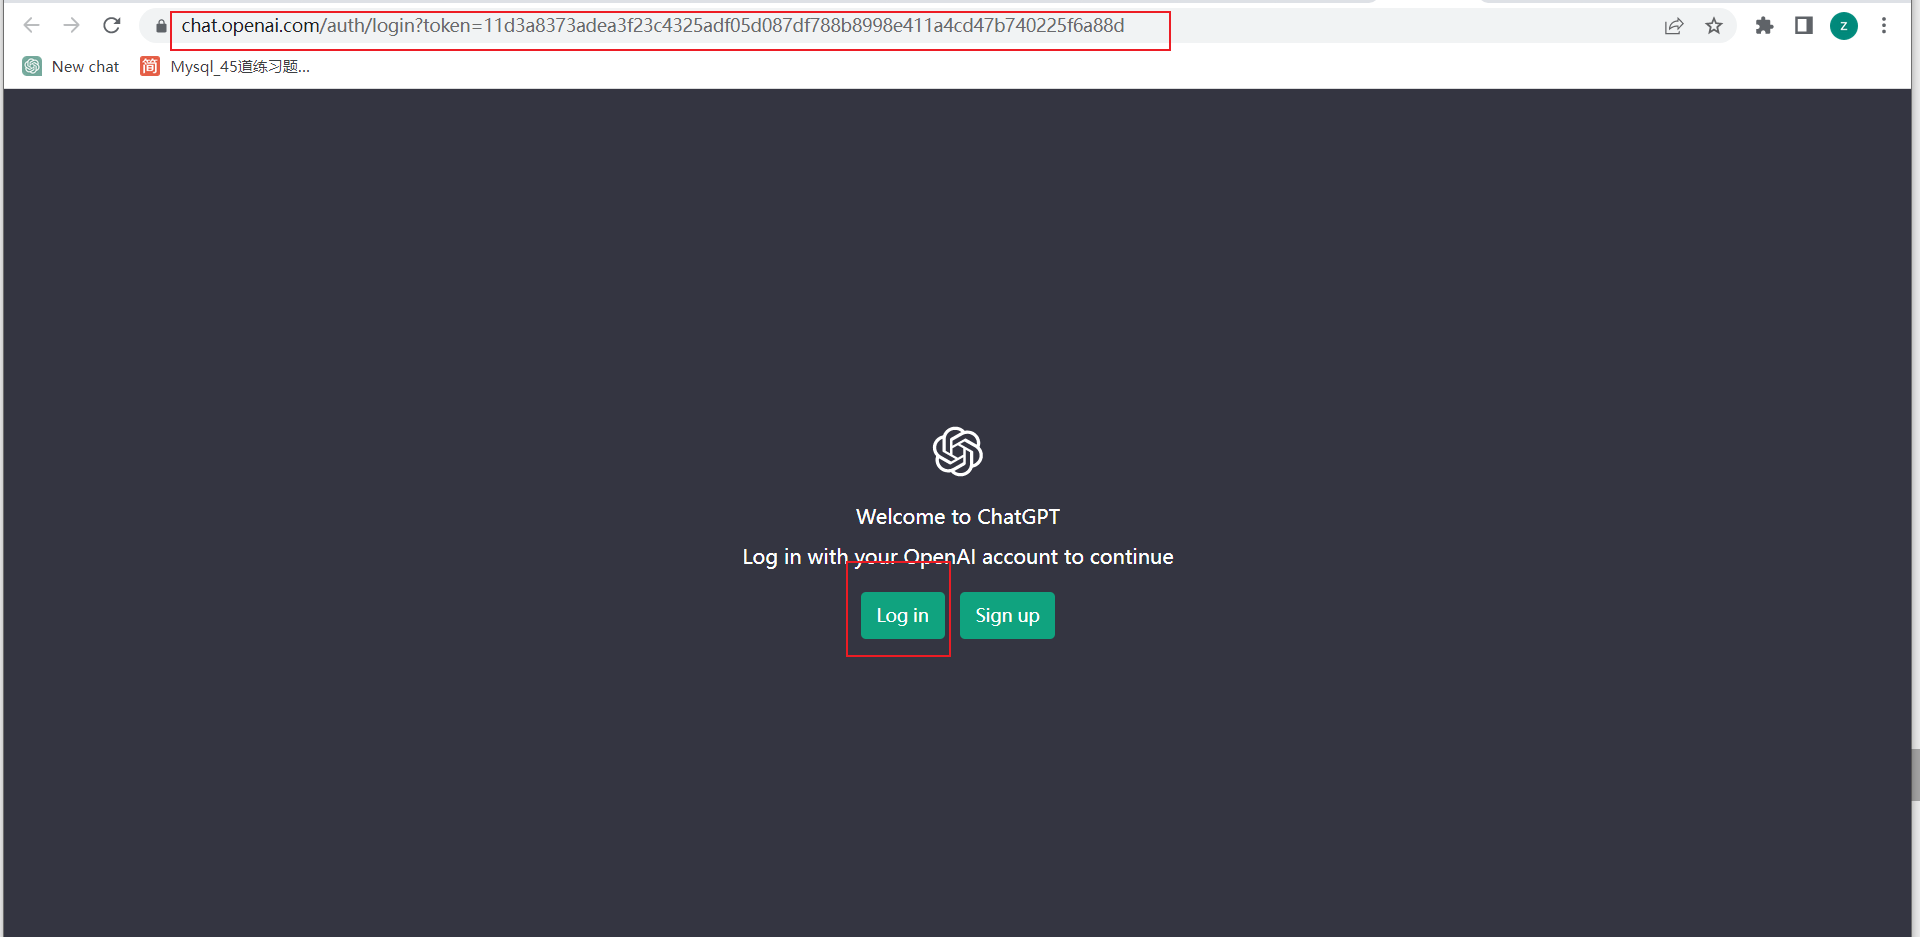 chat.openai.com/auth/login?token=11d3a8373adea3f23c4325adf05d087df788b8998e411a4cd47b740225f6a88d
z
New chat
简 Mysql_45道练习题...
Welcome to ChatGPT
Log in with your OpenAI account to continue
Log in Sign up